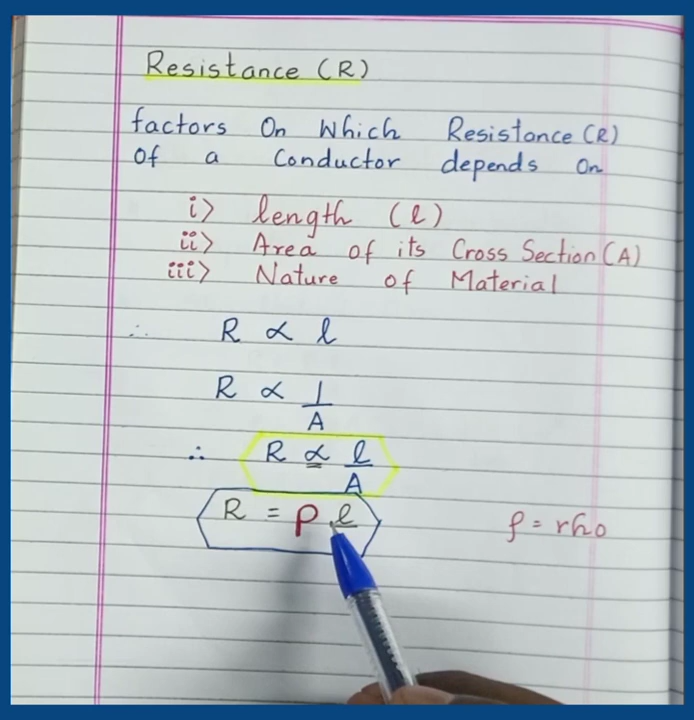 Resistance (R)
factors On Which Resistance (R)
Of a Conductor depends On
i> length (l)
ii> Area of its Cross Section (A)
iii> Nature of Material
∴ R ∝ l
R ∝ 1/A
∴ R ∝ l/A
R = ρ l
ρ = rho